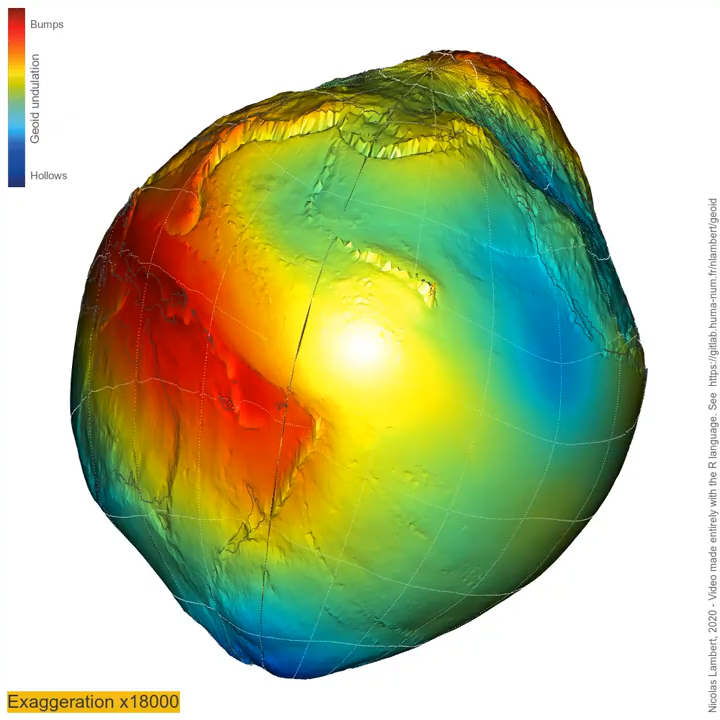 Bumps
Geoid undulation
Hollows
Nicolas Lambert, 2020 - Video made entirely with the R language. See  https://gitlab.huma-num.fr/nlambert/geoid
Exaggeration x18000